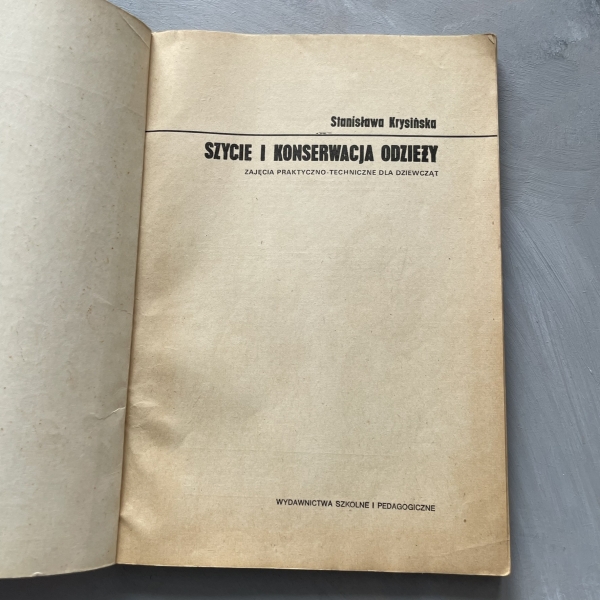 Stanisława Krysińska
SZYCIE I KONSERWACJA ODZIEŻY
ZAJĘCIA PRAKTYCZNO-TECHNICZNE DLA DZIEWCZĄT
WYDAWNICTWA SZKOLNE I PEDAGOGICZNE